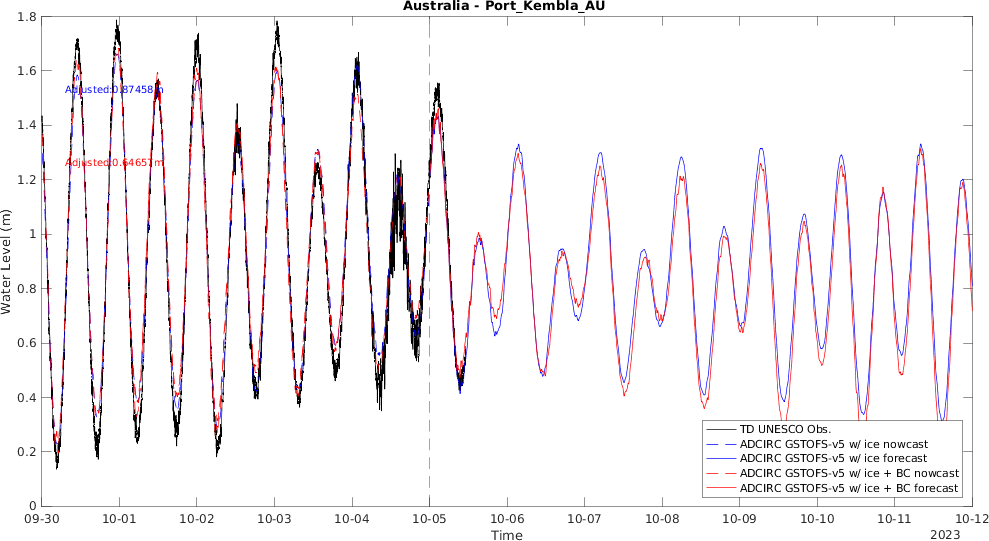 Australia - Port_Kembla_AU
1.8
1.6
1.4
1.2
1
0.8
0.6
0.4
0.2
0
Water Level (m)
Adjusted:0.87458m
Adjusted:0.64657m
TD UNESCO Obs.
ADCIRC GSTOFS-v5 w/ ice nowcast
ADCIRC GSTOFS-v5 w/ ice forecast
ADCIRC GSTOFS-v5 w/ ice + BC nowcast
ADCIRC GSTOFS-v5 w/ ice + BC forecast
09-30 10-01 10-02 10-03 10-04 10-05 10-06 10-07 10-08 10-09 10-10 10-11 10-12
Time
2023